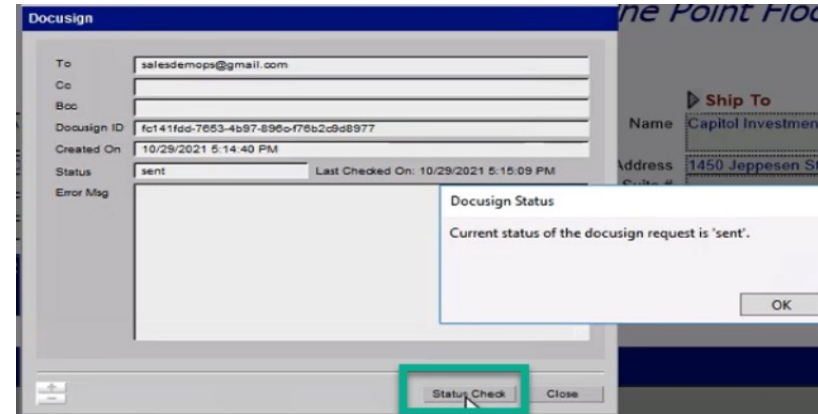 Docusign
ne Point Floo
To salesdemops@gmail.com
Cc
Bcc
Docusign ID fc141fdd-7653-4b97-896c-f76b2c9d8977
Created On 10/29/2021 5:14:40 PM
Status sent Last Checked On: 10/29/2021 5:15:09 PM
Error Msg
Ship To
Name Capitol Investmen
Address 1450 Jeppesen St
Suite #
Docusign Status
Current status of the docusign request is 'sent'.
OK
Status Check Close